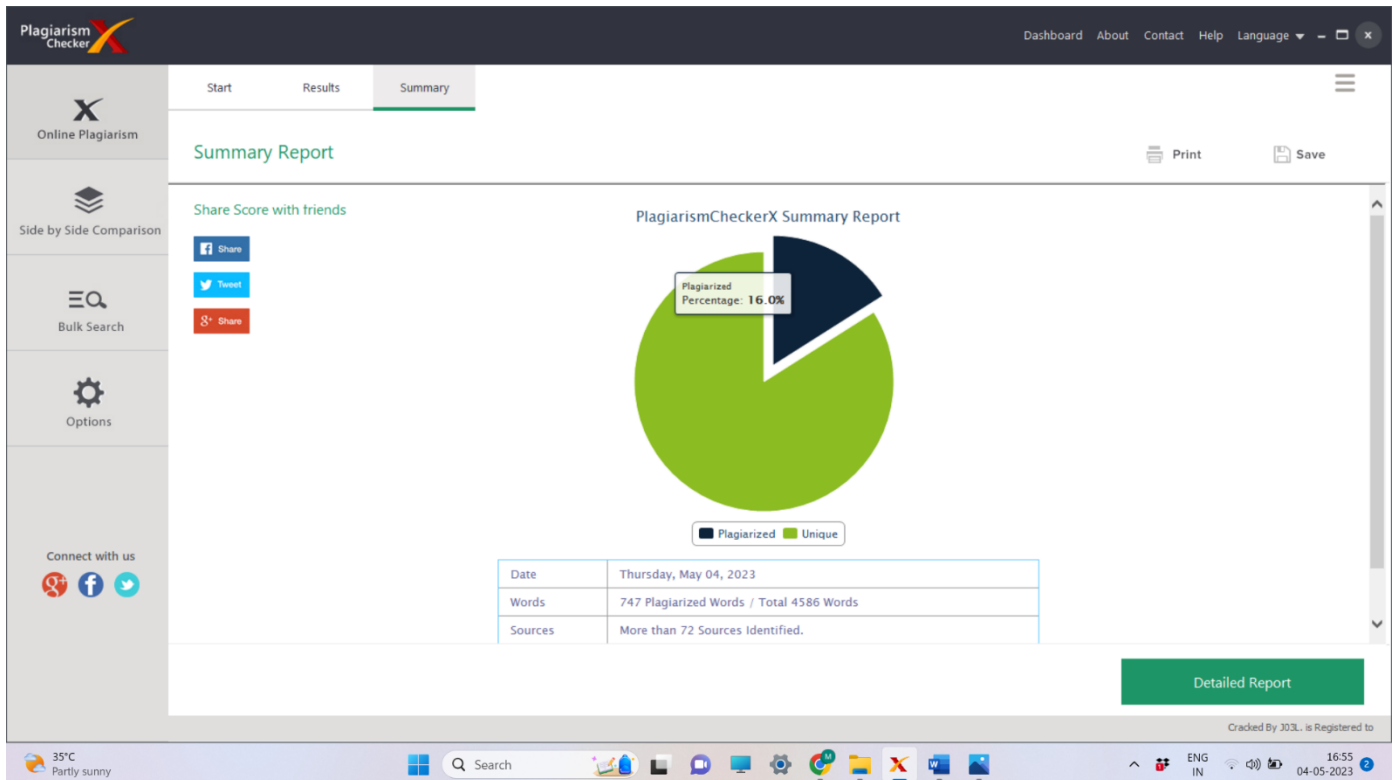 Plagiarism
Checker
Dashboard About Contact Help Language
Start Results Summary
Online Plagiarism
Summary Report
Print Save
Side by Side Comparison
Share Score with friends
PlagiarismCheckerX Summary Report
Share
Tweet
Share
Plagiarized
Percentage: 16.0%
Bulk Search
Options
Plagiarized Unique
Connect with us
Date Thursday, May 04, 2023
Words 747 Plagiarized Words / Total 4586 Words
Sources More than 72 Sources Identified.
Detailed Report
Cracked By J03L. is Registered to
35°C
Partly sunny
Search
ENG
IN
16:55
04-05-2023
2